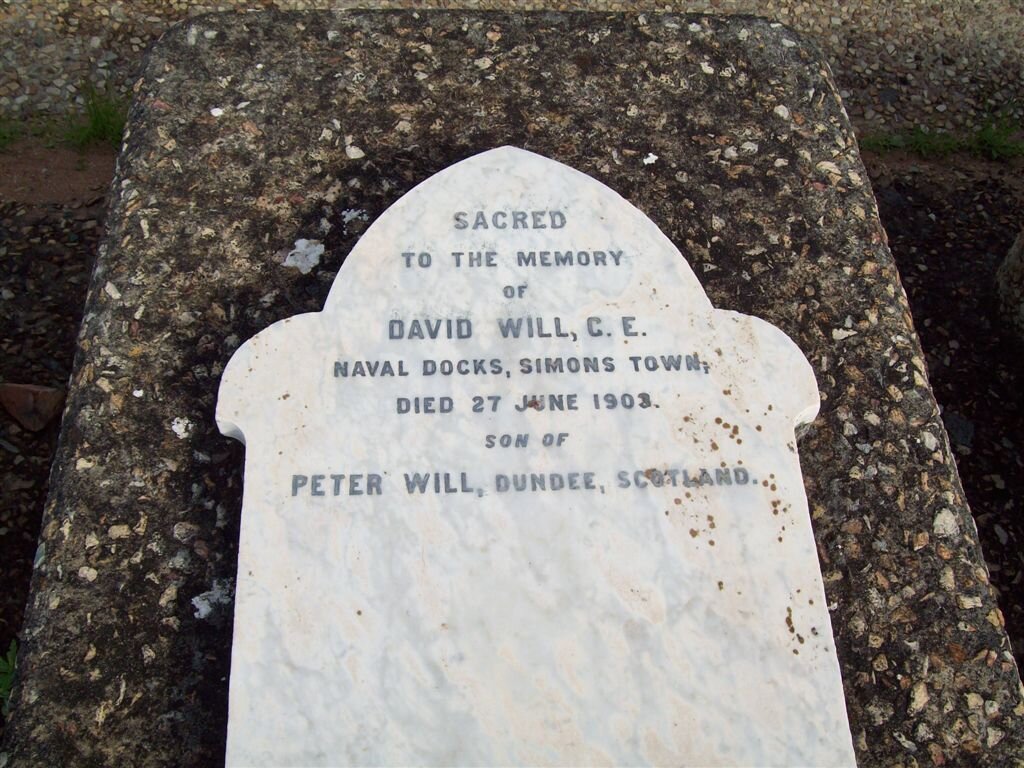 SACRED
TO THE MEMORY
OF
DAVID WILL, C. E.
NAVAL DOCKS, SIMONS TOWN,
DIED 27 JUNE 1903.
SON OF
PETER WILL, DUNDEE, SCOTLAND.